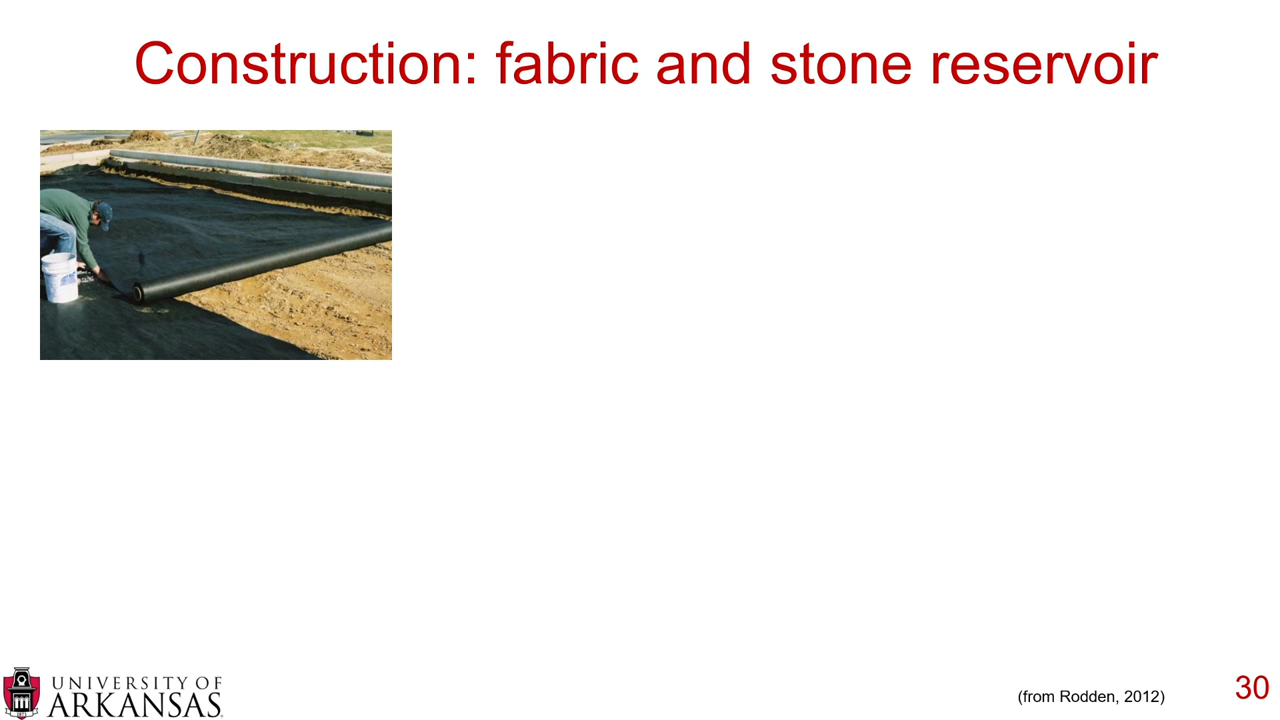 Construction: fabric and stone reservoir
UNIVERSITY OF
ARKANSAS
(from Rodden, 2012)
30